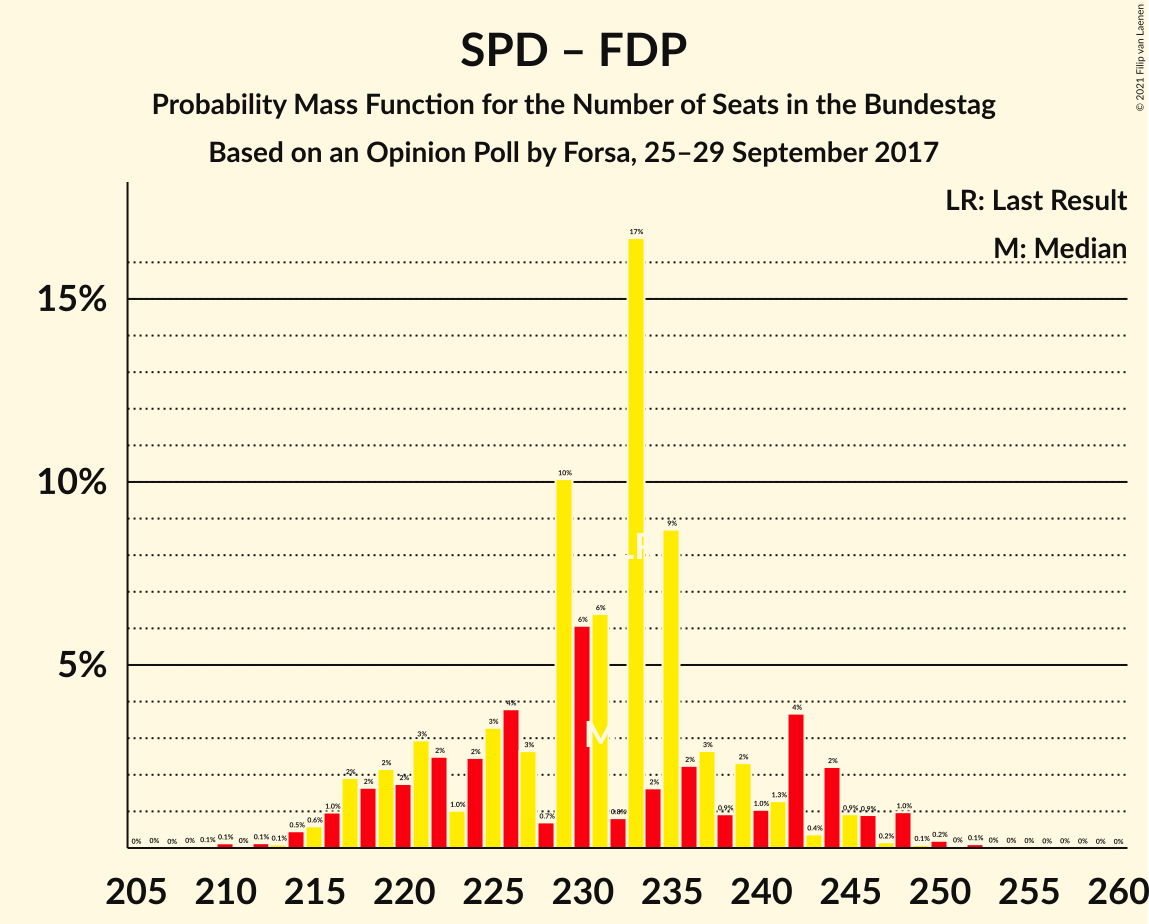 © 2021 Filip van Laenen
SPD – FDP
Probability Mass Function for the Number of Seats in the Bundestag
Based on an Opinion Poll by Forsa, 25–29 September 2017
LR: Last Result
M: Median
15%
10%
5%
0% 0% 0% 0% 0.1% 0.1% 0% 0.1% 0.1% 0.5% 0.6% 1.0% 2% 2% 2% 2% 3% 2% 1.0% 2% 3% 4% 3% 0.7% 10% 6% 6% 0.8% 17% 2% 9% 2% 3% 0.9% 2% 1.0% 1.3% 4% 0.4% 2% 0.9% 0.9% 0.2% 1.0% 0.1% 0.2% 0% 0.1% 0% 0% 0% 0% 0% 0% 0% 0%
LR
M
205 210 215 220 225 230 235 240 245 250 255 260